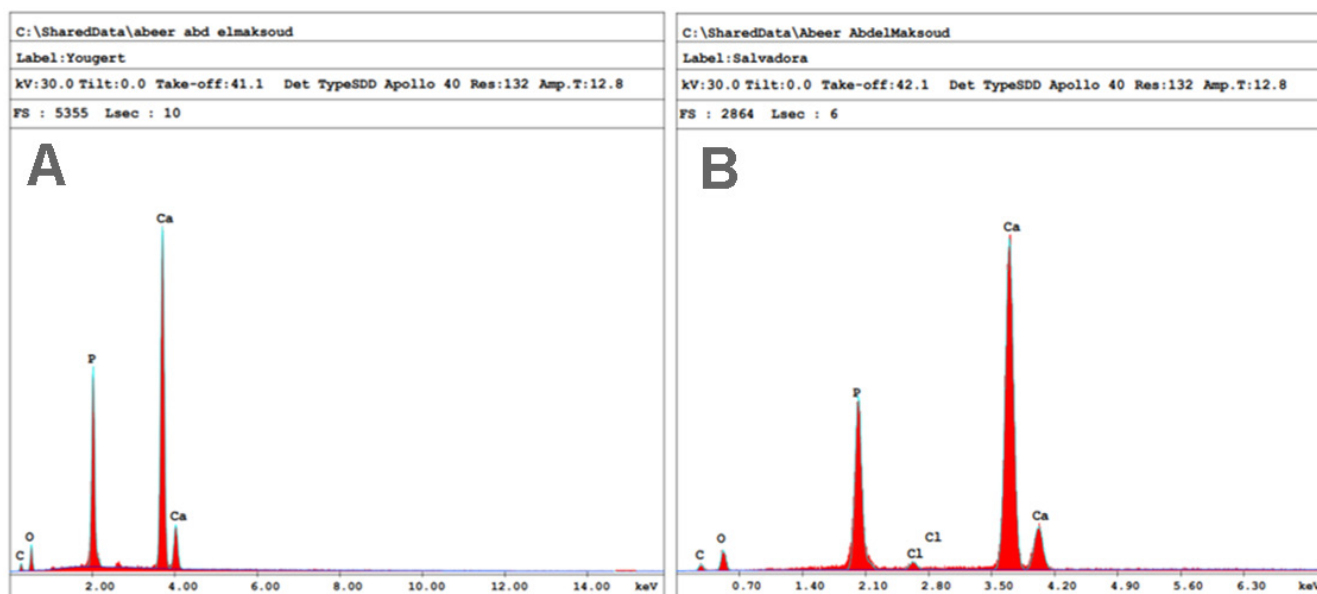 C:\SharedData\abeer abd elmaksoud
Label:Yougert
kV:30.0 Tilt:0.0 Take-off:41.1 Det TypeSDD Apollo 40 Res:132 Amp.T:12.8
FS : 5355 Lsec : 10
A
Ca
P
Ca
O
C
2.00 4.00 6.00 8.00 10.00 12.00 14.00 keV
C:\SharedData\Abeer AbdelMaksoud
Label:Salvadora
kV:30.0 Tilt:0.0 Take-off:42.1 Det TypeSDD Apollo 40 Res:132 Amp.T:12.8
FS : 2864 Lsec : 6
B
Ca
P
Ca
Cl
O
Cl
C
0.70 1.40 2.10 2.80 3.50 4.20 4.90 5.60 6.30 keV